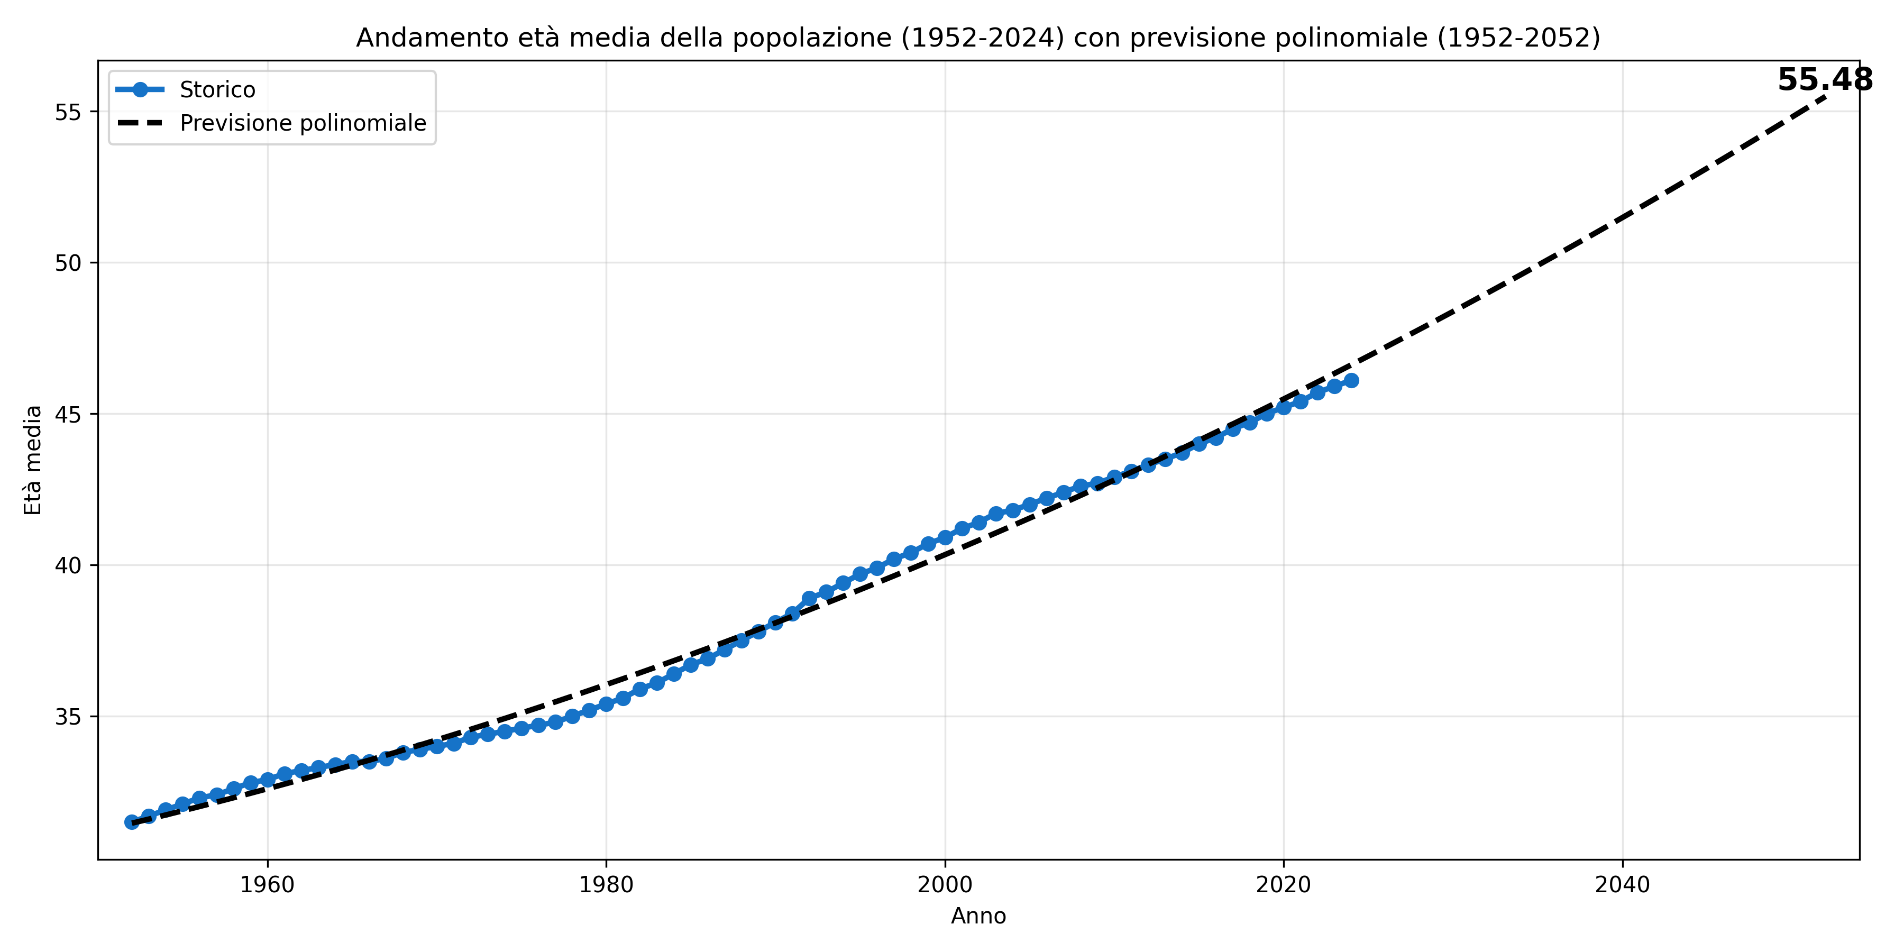 Andamento età media della popolazione (1952-2024) con previsione polinomiale (1952-2052)
Storico
Previsione polinomiale
55.48
55
50
45
40
35
Età media
1960
1980
2000
2020
2040
Anno